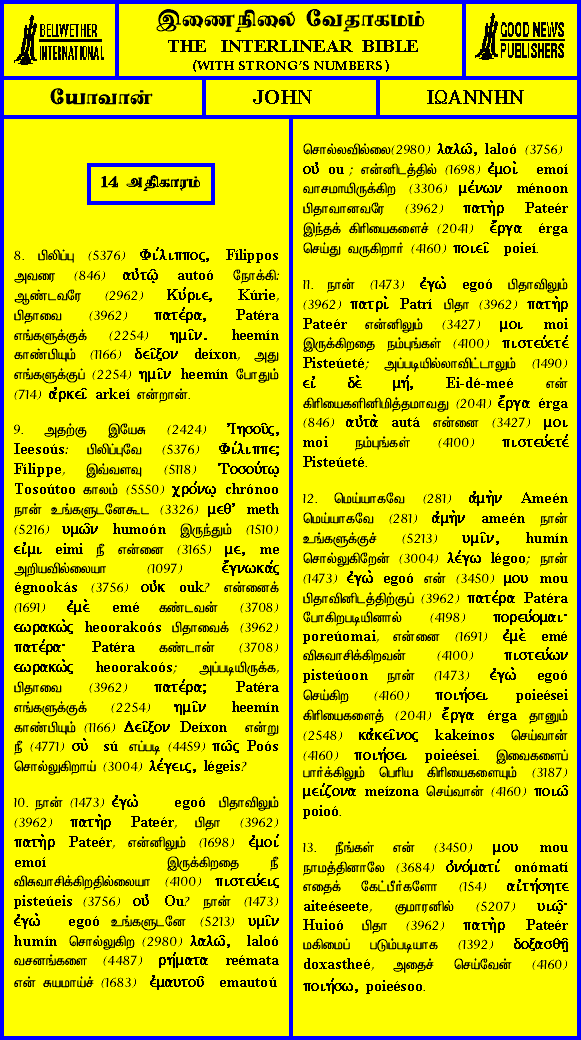 BELLWETHER
INTERNATIONAL
இணைநிலை வேதாகமம்
THE INTERLINEAR BIBLE
(WITH STRONG'S NUMBERS)
GOOD NEWS
PUBLISHERS
யோவான்
JOHN
ΙΩΑΝΝΗΝ
14 அதிகாரம்
8. பிலிப்பு (5376) Φίλιππος, Fílippos
அவரை (846) αὐτῷ autoó நோக்கி:
ஆண்டவரே (2962) Κύριε, Kúrie,
பிதாவை (3962) πατέρα, Patéra
எங்களுக்குக் (2254) ημῖν. heemín
காண்பியும் (1166) δεῖξον deíxon, அது
எங்களுக்குப் (2254) ημῖν heemín போதும்
(714) ἀρκεῖ arkeí என்றான்.
9. அதற்கு இயேசு (2424) Ἰησοῦς,
Ieesoús: பிலிப்புவே (5376) Φίλιππε;
Fílippe, இவ்வளவு (5118) Τοσούτῳ
Tosoútoo காலம் (5550) χρόνῳ chrónoo
நான் உங்களுடனேகூட (3326) μεθ' meth
(5216) υμῶν humoón இருந்தும் (1510)
εἰμι eimi நீ என்னை (3165) με, me
அறியவில்லையா (1097) ἔγνωκάς
égnookás (3756) οὐκ ouk? என்னைக்
(1691) ἐμὲ emé கண்டவன் (3708)
εωρακὼς heoorakoós பிதாவைக் (3962)
πατέρα· Patéra கண்டான் (3708)
εωρακὼς heoorakoós; அப்படியிருக்க,
பிதாவை (3962) πατέρα; Patéra
எங்களுக்குக் (2254) ημῖν heemín
காண்பியும் (1166) Δεῖξον Deíxon என்று
நீ (4771) σὺ sú எப்படி (4459) πῶς Poós
சொல்லுகிறாய் (3004) λέγεις, légeis?
10. நான் (1473) ἐγὼ egoó பிதாவிலும்
(3962) πατὴρ Pateér, பிதா (3962)
πατὴρ Pateér, என்னிலும் (1698) ἐμοί
emoí இருக்கிறதை நீ
விசுவாசிக்கிறதில்லையா (4100) πιστεύεις
pisteúeis (3756) οὐ Ou? நான் (1473)
ἐγὼ egoó உங்களுடனே (5213) υμῖν
humín சொல்லுகிற (2980) λαλῶ, laloó
வசனங்களை (4487) ρήματα reémata
என் சுயமாய்ச் (1683) ἐμαυτοῦ emautoú
சொல்லவில்லை(2980) λαλῶ, laloó (3756)
οὐ ou ; என்னிடத்தில் (1698) ἐμοὶ emoí
வாசமாயிருக்கிற (3306) μένων ménoon
பிதாவானவரே (3962) πατὴρ Pateér
இந்தக் கிரியைகளைச் (2041) ἔργα érga
செய்து வருகிறார் (4160) ποιεῖ poieí.
11. நான் (1473) ἐγὼ egoó பிதாவிலும்
(3962) πατρὶ Patrí பிதா (3962) πατὴρ
Pateér என்னிலும் (3427) μοι moi
இருக்கிறதை நம்புங்கள் (4100) πιστεύετέ
Pisteúeté; அப்படியில்லாவிட்டாலும் (1490)
εἰ δὲ μή, Ei-dé-meé என்
கிரியைகளினிமித்தமாவது (2041) ἔργα érga
(846) αὐτὰ autá என்னை (3427) μοι
moi நம்புங்கள் (4100) πιστεύετέ
Pisteúeté.
12. மெய்யாகவே (281) ἀμὴν Ameén
மெய்யாகவே (281) ἀμὴν ameén நான்
உங்களுக்குச் (5213) υμῖν, humín
சொல்லுகிறேன் (3004) λέγω légoo; நான்
(1473) ἐγὼ egoó என் (3450) μου mou
பிதாவினிடத்திற்குப் (3962) πατέρα Patéra
போகிறபடியினால் (4198) πορεύομαι·
poreúomai, என்னை (1691) ἐμὲ emé
விசுவாசிக்கிறவன் (4100) πιστεύων
pisteúoon நான் (1473) ἐγὼ egoó
செய்கிற (4160) ποιήσει poieései
கிரியைகளைத் (2041) ἔργα érga தானும்
(2548) κἀκεῖνος kakeínos செய்வான்
(4160) ποιήσει poieései. இவைகளைப்
பார்க்கிலும் பெரிய கிரியைகளையும் (3187)
μείζονα meízona செய்வான் (4160) ποιῶ
poioó.
13. நீங்கள் என் (3450) μου mou
நாமத்தினாலே (3684) ὀνόματί onómatí
எதைக் கேட்பீர்களோ (154) αἰτήσητε
aiteéseete, குமாரனில் (5207) υιῷ·
Huioó பிதா (3962) πατὴρ Pateér
மகிமைப் படும்படியாக (1392) δοξασθῇ
doxastheé, அதைச் செய்வேன் (4160)
ποιήσω, poieésoo.